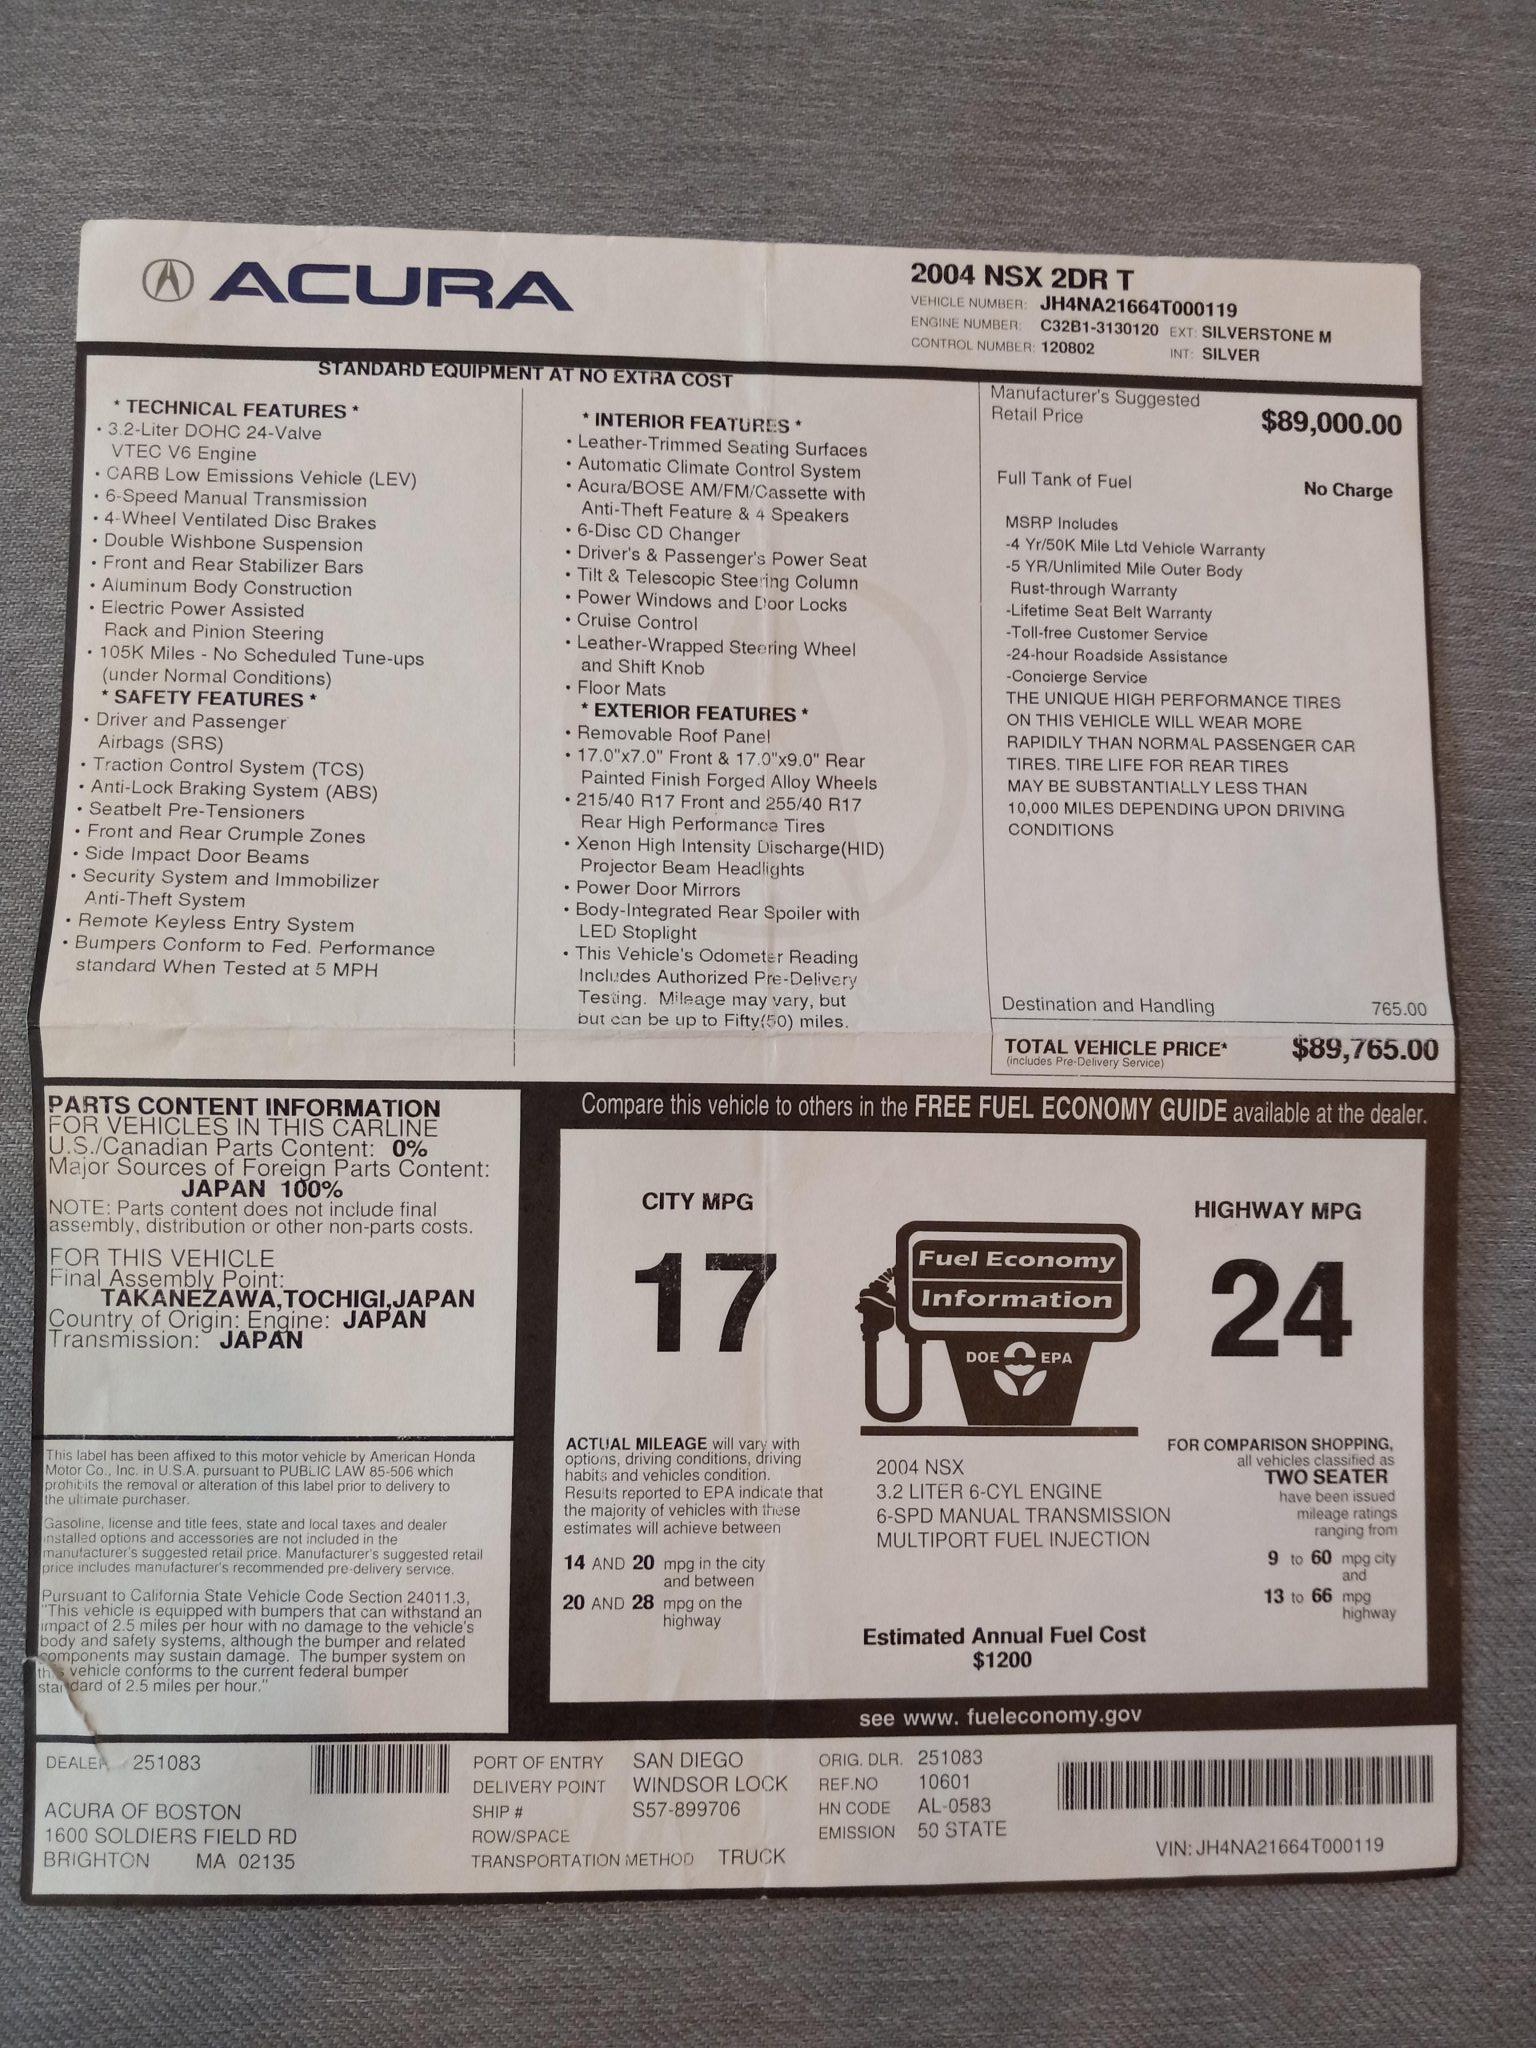 ACURA
2004 NSX 2DR T
VEHICLE NUMBER: JH4NA21664T000119
ENGINE NUMBER: C32B1-3130120 EXT: SILVERSTONE M
CONTROL NUMBER: 120802 INT: SILVER
STANDARD EQUIPMENT AT NO EXTRA COST
* TECHNICAL FEATURES *
• 3.2-Liter DOHC 24-Valve
VTEC V6 Engine
• CARB Low Emissions Vehicle (LEV)
• 6-Speed Manual Transmission
• 4-Wheel Ventilated Disc Brakes
• Double Wishbone Suspension
• Front and Rear Stabilizer Bars
• Aluminum Body Construction
• Electric Power Assisted
Rack and Pinion Steering
• 105K Miles - No Scheduled Tune-ups
(under Normal Conditions)
* SAFETY FEATURES *
• Driver and Passenger
Airbags (SRS)
• Traction Control System (TCS)
• Anti-Lock Braking System (ABS)
• Seatbelt Pre-Tensioners
• Front and Rear Crumple Zones
• Side Impact Door Beams
• Security System and Immobilizer
Anti-Theft System
• Remote Keyless Entry System
• Bumpers Conform to Fed. Performance
standard When Tested at 5 MPH
* INTERIOR FEATURES *
• Leather-Trimmed Seating Surfaces
• Automatic Climate Control System
• Acura/BOSE AM/FM/Cassette with
Anti-Theft Feature & 4 Speakers
• 6-Disc CD Changer
• Driver's & Passenger's Power Seat
• Tilt & Telescopic Steering Column
• Power Windows and Door Locks
• Cruise Control
• Leather-Wrapped Steering Wheel
and Shift Knob
• Floor Mats
* EXTERIOR FEATURES *
• Removable Roof Panel
• 17.0"x7.0" Front & 17.0"x9.0" Rear
Painted Finish Forged Alloy Wheels
• 215/40 R17 Front and 255/40 R17
Rear High Performance Tires
• Xenon High Intensity Discharge(HID)
Projector Beam Headlights
• Power Door Mirrors
• Body-Integrated Rear Spoiler with
LED Stoplight
• This Vehicle's Odometer Reading
Includes Authorized Pre-Delivery
Testing. Mileage may vary, but
but can be up to Fifty(50) miles.
Manufacturer's Suggested
Retail Price $89,000.00
Full Tank of Fuel No Charge
MSRP Includes
-4 Yr/50K Mile Ltd Vehicle Warranty
-5 YR/Unlimited Mile Outer Body
Rust-through Warranty
-Lifetime Seat Belt Warranty
-Toll-free Customer Service
-24-hour Roadside Assistance
-Concierge Service
THE UNIQUE HIGH PERFORMANCE TIRES
ON THIS VEHICLE WILL WEAR MORE
RAPIDILY THAN NORMAL PASSENGER CAR
TIRES. TIRE LIFE FOR REAR TIRES
MAY BE SUBSTANTIALLY LESS THAN
10,000 MILES DEPENDING UPON DRIVING
CONDITIONS
Destination and Handling 765.00
TOTAL VEHICLE PRICE* $89,765.00
(includes Pre-Delivery Service)
PARTS CONTENT INFORMATION
FOR VEHICLES IN THIS CARLINE
U.S./Canadian Parts Content: 0%
Major Sources of Foreign Parts Content:
JAPAN 100%
NOTE: Parts content does not include final
assembly, distribution or other non-parts costs.
FOR THIS VEHICLE
Final Assembly Point:
TAKANEZAWA,TOCHIGI,JAPAN
Country of Origin: Engine: JAPAN
Transmission: JAPAN
This label has been affixed to this motor vehicle by American Honda
Motor Co., Inc. in U.S.A. pursuant to PUBLIC LAW 85-506 which
prohibits the removal or alteration of this label prior to delivery to
the ultimate purchaser.
Gasoline, license and title fees, state and local taxes and dealer
installed options and accessories are not included in the
manufacturer's suggested retail price. Manufacturer's suggested retail
price includes manufacturer's recommended pre-delivery service.
Pursuant to California State Vehicle Code Section 24011.3,
"This vehicle is equipped with bumpers that can withstand an
impact of 2.5 miles per hour with no damage to the vehicle's
body and safety systems, although the bumper and related
components may sustain damage. The bumper system on
this vehicle conforms to the current federal bumper
standard of 2.5 miles per hour."
Compare this vehicle to others in the FREE FUEL ECONOMY GUIDE available at the dealer.
CITY MPG
17
Fuel Economy
Information
DOE EPA
HIGHWAY MPG
24
ACTUAL MILEAGE will vary with
options, driving conditions, driving
habits and vehicles condition.
Results reported to EPA indicate that
the majority of vehicles with these
estimates will achieve between
14 AND 20 mpg in the city
and between
20 AND 28 mpg on the
highway
2004 NSX
3.2 LITER 6-CYL ENGINE
6-SPD MANUAL TRANSMISSION
MULTIPORT FUEL INJECTION
Estimated Annual Fuel Cost
$1200
FOR COMPARISON SHOPPING,
all vehicles classified as
TWO SEATER
have been issued
mileage ratings
ranging from
9 to 60 mpg city
and
13 to 66 mpg
highway
see www. fueleconomy.gov
DEALER 251083
ACURA OF BOSTON
1600 SOLDIERS FIELD RD
BRIGHTON MA 02135
PORT OF ENTRY SAN DIEGO
DELIVERY POINT WINDSOR LOCK
SHIP # S57-899706
ROW/SPACE
TRANSPORTATION METHOD TRUCK
ORIG. DLR. 251083
REF.NO 10601
HN CODE AL-0583
EMISSION 50 STATE
VIN: JH4NA21664T000119